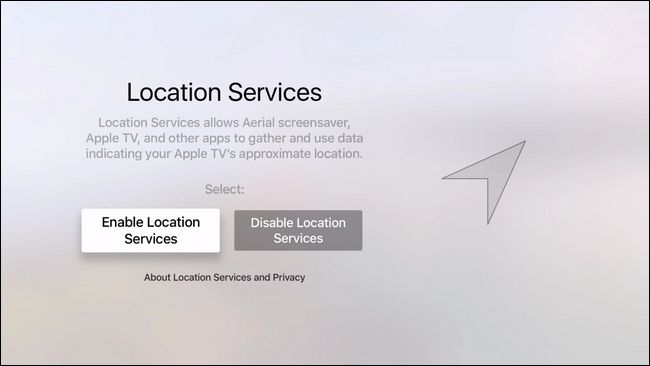 Location Services
Location Services allows Aerial screensaver,
Apple TV, and other apps to gather and use data
indicating your Apple TV's approximate location.
Select:
Enable Location
Services
Disable Location
Services
About Location Services and Privacy